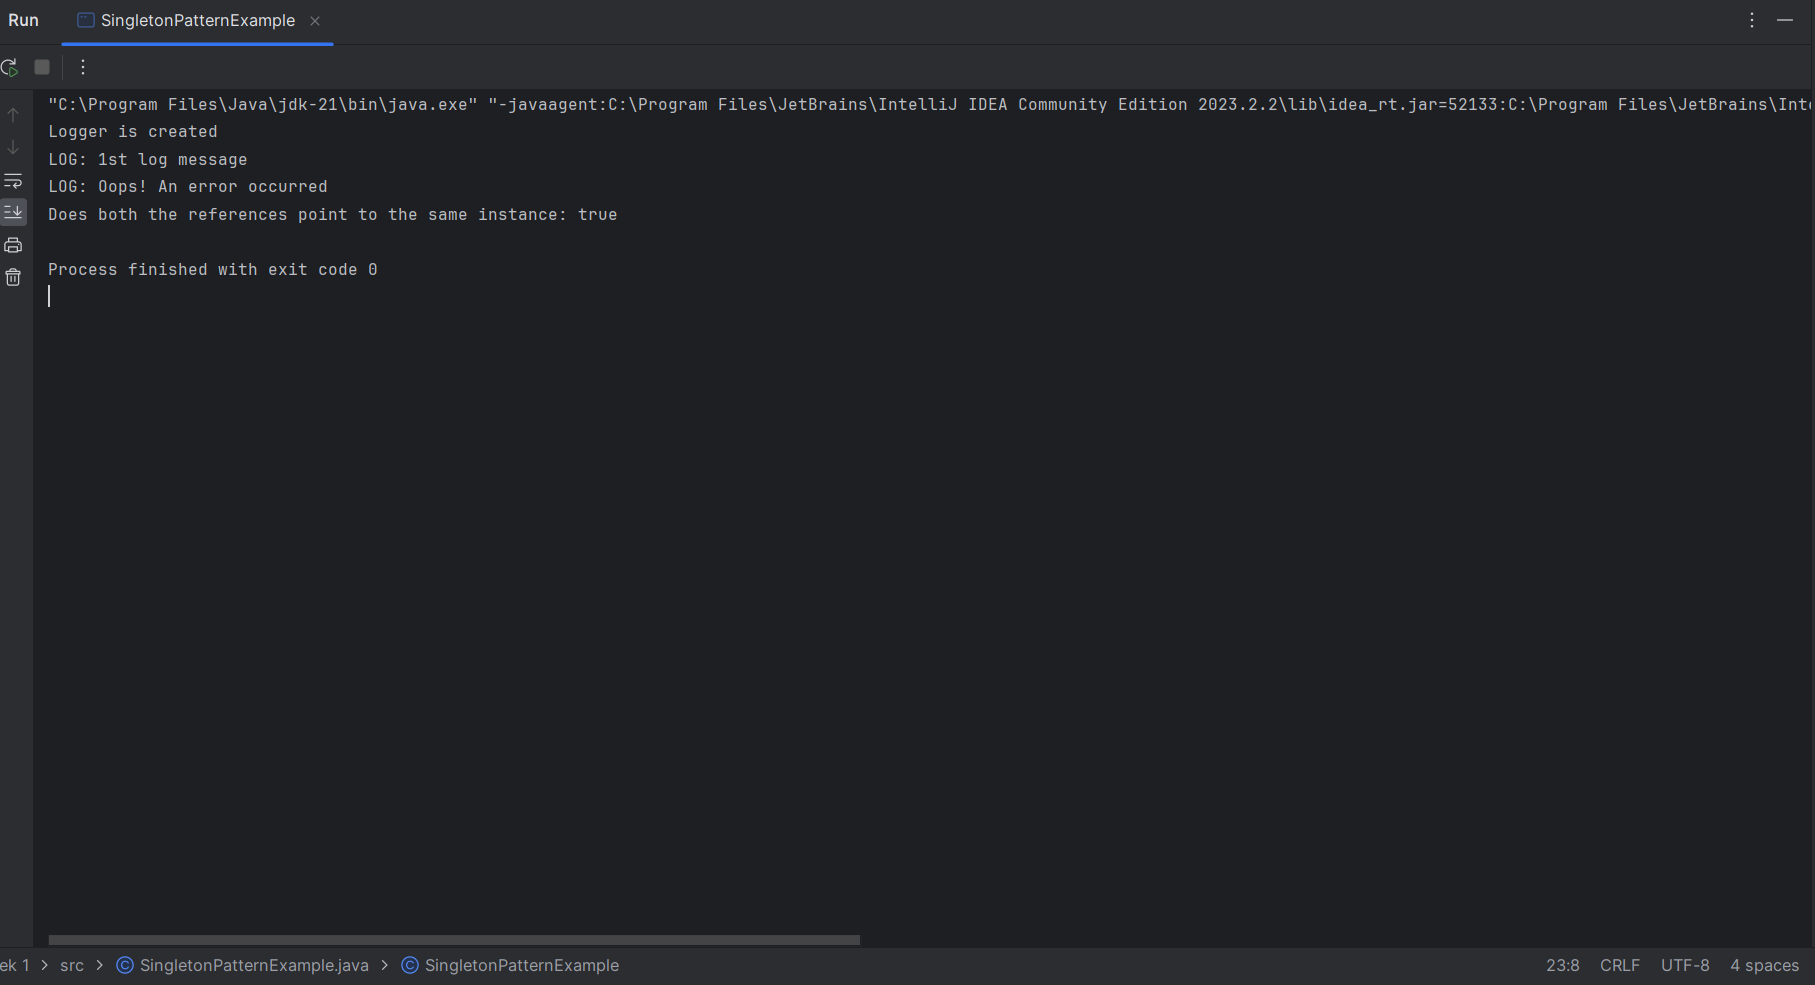 Run SingletonPatternExample
"C:\Program Files\Java\jdk-21\bin\java.exe" "-javaagent:C:\Program Files\JetBrains\IntelliJ IDEA Community Edition 2023.2.2\lib\idea_rt.jar=52133:C:\Program Files\JetBrains\Inte
Logger is created
LOG: 1st log message
LOG: Oops! An error occurred
Does both the references point to the same instance: true
Process finished with exit code 0
ek 1 > src > SingletonPatternExample.java > SingletonPatternExample 23:8 CRLF UTF-8 4 spaces